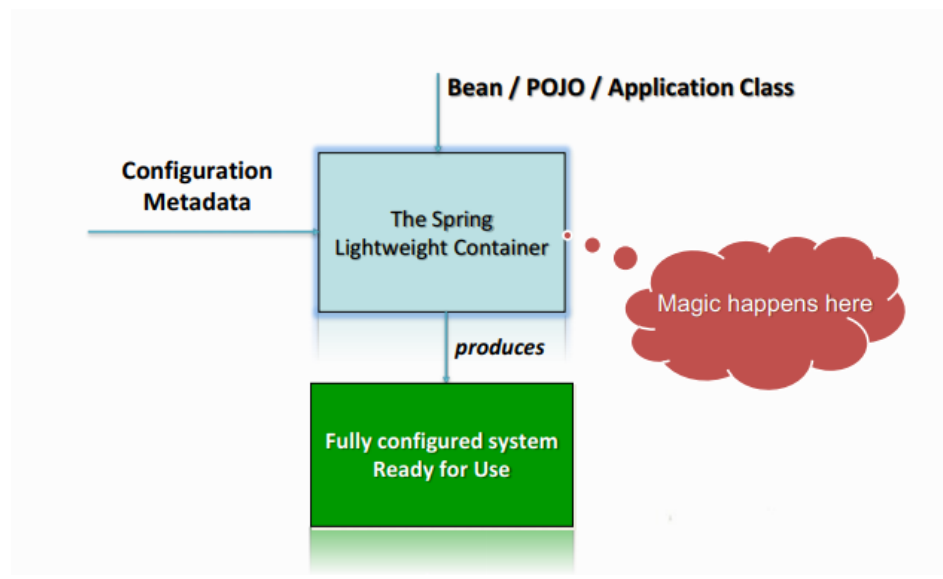 Bean / POJO / Application Class
Configuration
Metadata
The Spring
Lightweight Container
Magic happens here
produces
Fully configured system
Ready for Use